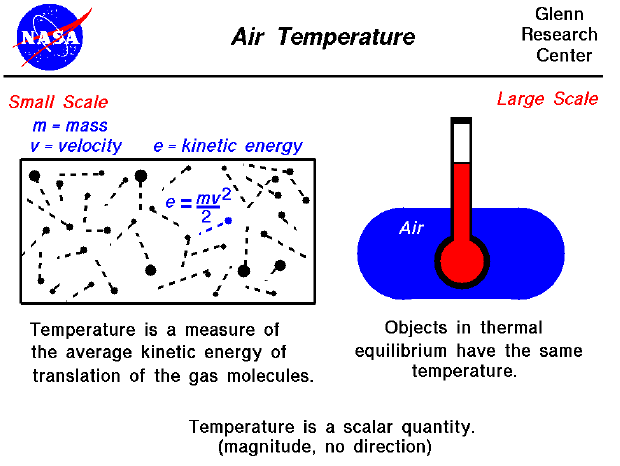 NASA
Air Temperature
Glenn
Research
Center
Small Scale
m = mass
v = velocity
e = kinetic energy
e = mv²/2
Temperature is a measure of
the average kinetic energy of
translation of the gas molecules.
Large Scale
Air
Objects in thermal
equilibrium have the same
temperature.
Temperature is a scalar quantity.
(magnitude, no direction)